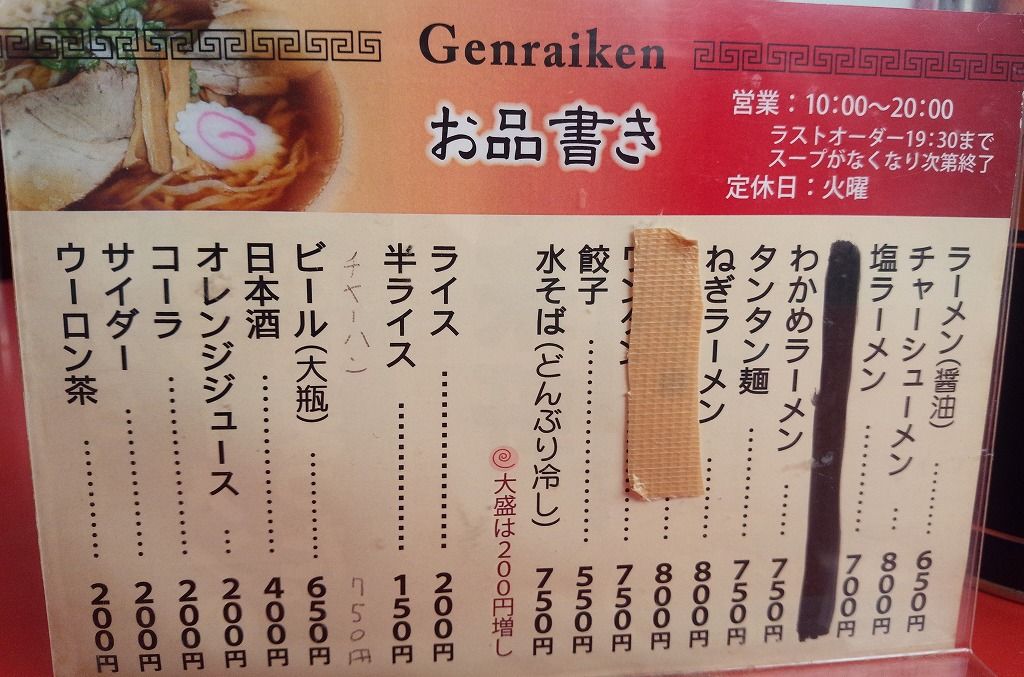 Genraiken
お品書き
営業：10:00～20:00
ラストオーダー19:30まで
スープがなくなり次第終了
定休日：火曜
ラーメン(醤油)………650円
チャーシューメン…800円
塩ラーメン………700円
わかめラーメン……750円
タンタン麺………750円
ねぎラーメン……800円
800円
750円
餃子………550円
水そば(どんぶり冷し)…750円
大盛は200円増し
ライス………200円
半ライス………150円
チャーハン 750円
ビール(大瓶)………650円
日本酒………400円
オレンジジュース…200円
コーラ………200円
サイダー………200円
ウーロン茶………200円